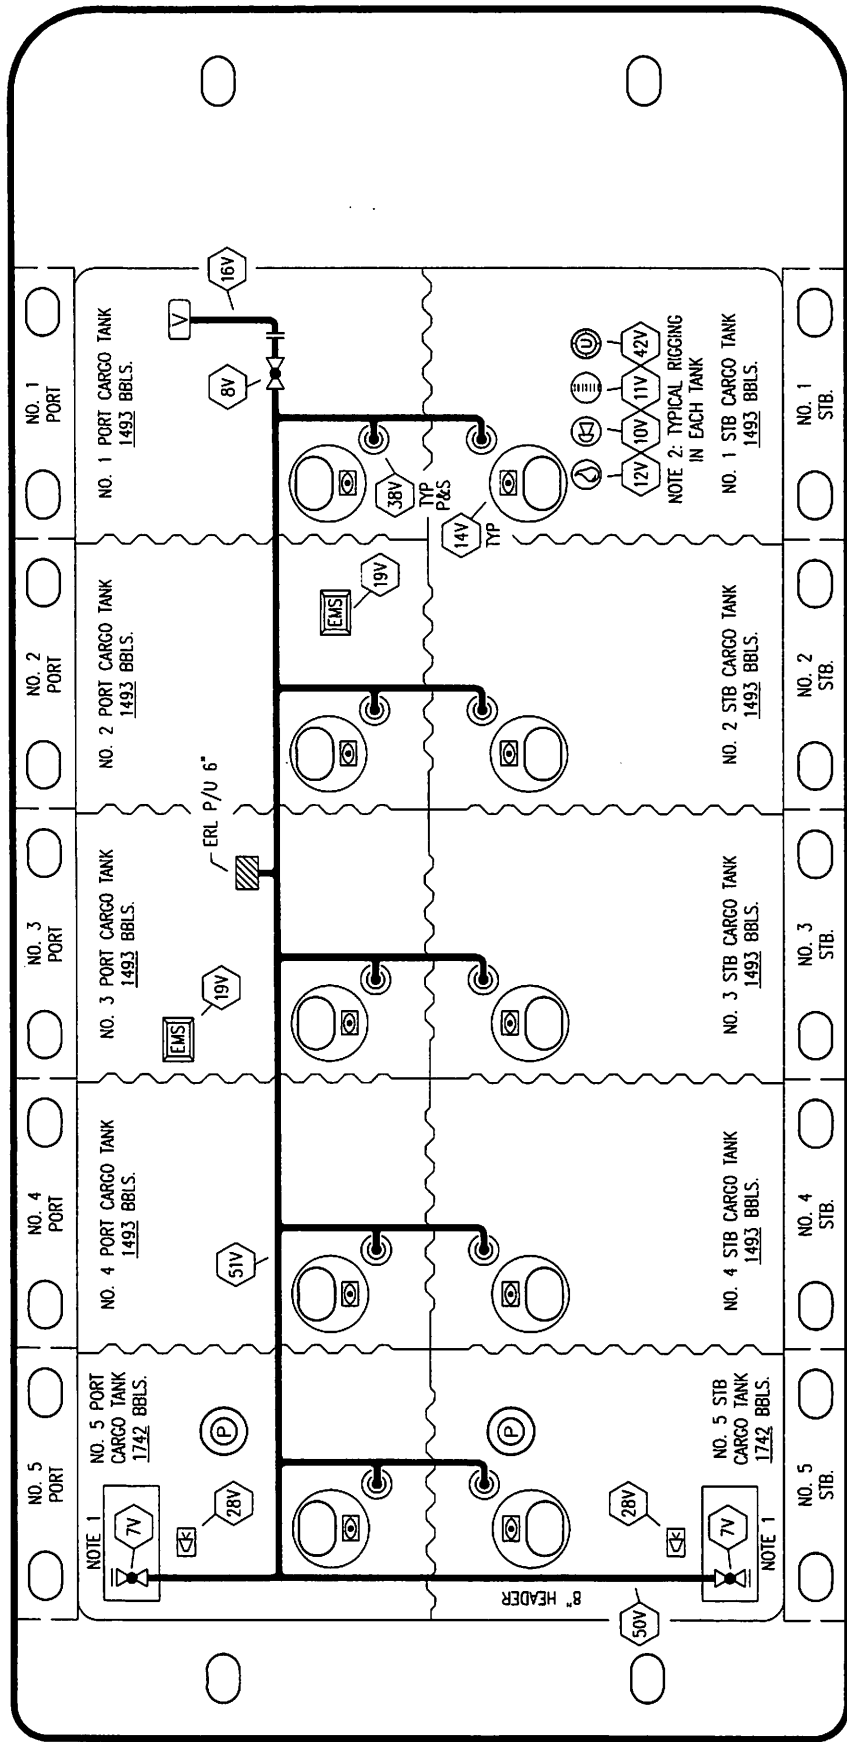 NO. 5
PORT
NO. 4
PORT
NO. 3
PORT
NO. 2
PORT
NO. 1
PORT
NOTE 1
7V
NO. 5 PORT
CARGO TANK
1742 BBLS.
NO. 4 PORT CARGO TANK
1493 BBLS.
NO. 3 PORT CARGO TANK
1493 BBLS.
NO. 2 PORT CARGO TANK
1493 BBLS.
NO. 1 PORT CARGO TANK
1493 BBLS.
28V
P
51V
EMS
19V
ERL P/U 6"
8V
V
16V
EMS
19V
38V
TYP
P&S
14V
TYP
P
8" HEADER
50V
28V
7V
NOTE 1
12V
10V
11V
U
42V
NOTE 2: TYPICAL RIGGING
IN EACH TANK
NO. 5 STB
CARGO TANK
1742 BBLS.
NO. 4 STB CARGO TANK
1493 BBLS.
NO. 3 STB CARGO TANK
1493 BBLS.
NO. 2 STB CARGO TANK
1493 BBLS.
NO. 1 STB CARGO TANK
1493 BBLS.
NO. 5
STB.
NO. 4
STB.
NO. 3
STB.
NO. 2
STB.
NO. 1
STB.